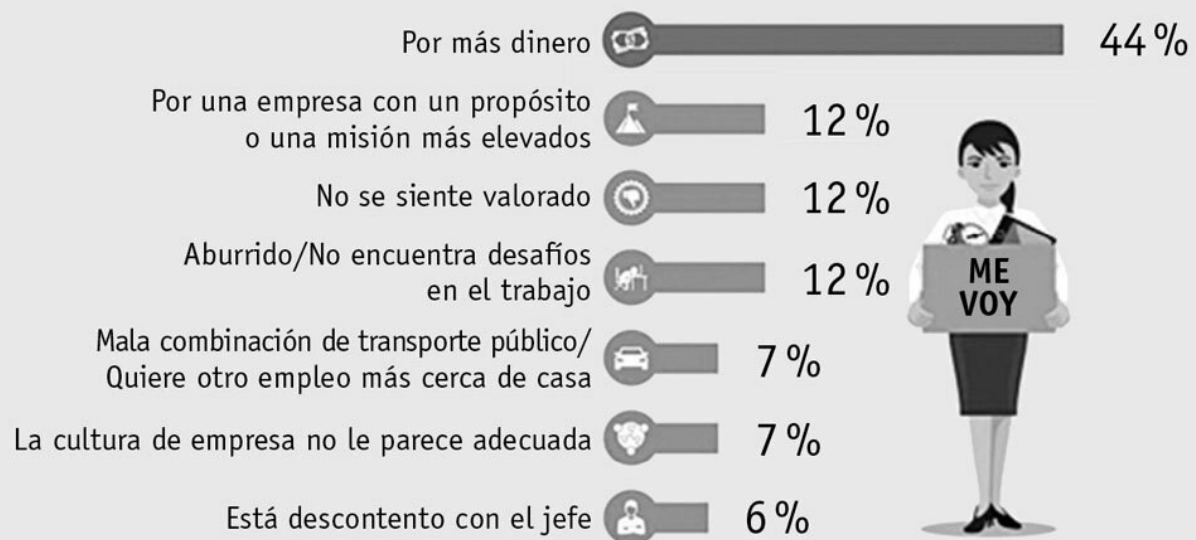 Por más dinero
44 %
Por una empresa con un propósito
o una misión más elevados
12 %
No se siente valorado
12 %
Aburrido/No encuentra desafíos
en el trabajo
12 %
Mala combinación de transporte público/
Quiere otro empleo más cerca de casa
7 %
La cultura de empresa no le parece adecuada
7 %
Está descontento con el jefe
6 %
ME
VOY